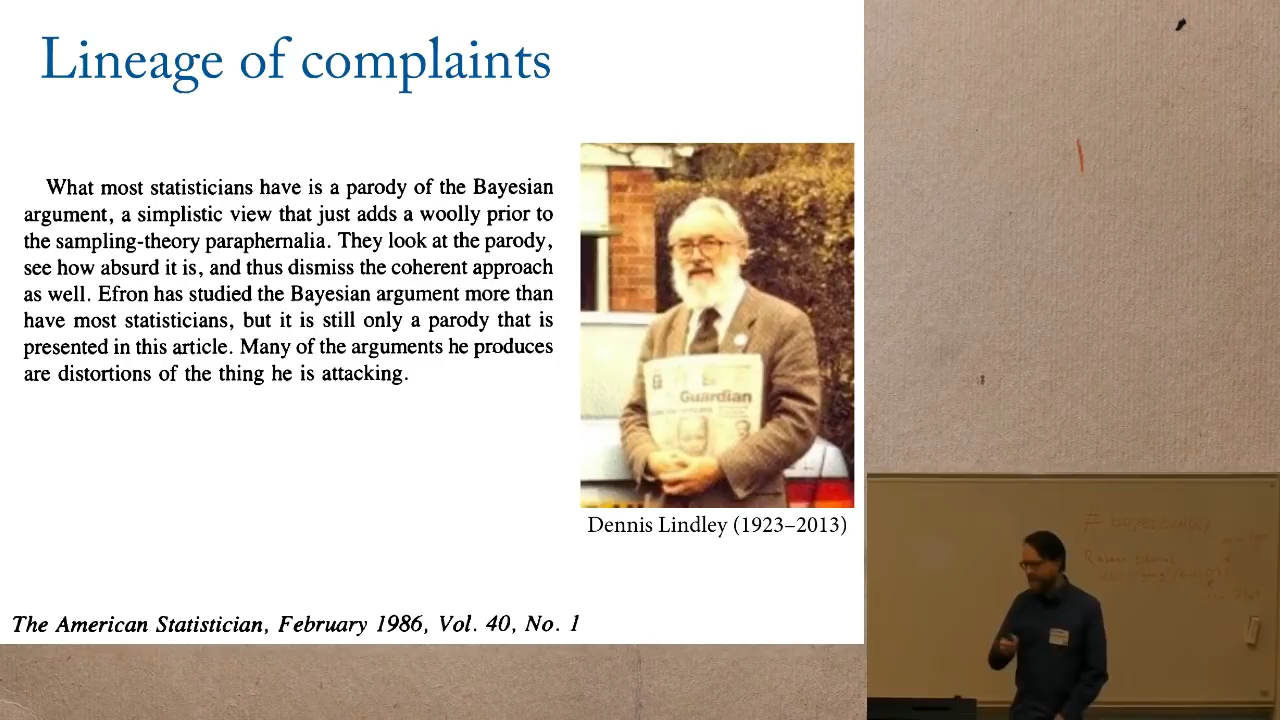 Lineage of complaints
What most statisticians have is a parody of the Bayesian
argument, a simplistic view that just adds a woolly prior to
the sampling-theory paraphernalia. They look at the parody,
see how absurd it is, and thus dismiss the coherent approach
as well. Efron has studied the Bayesian argument more than
have most statisticians, but it is still only a parody that is
presented in this article. Many of the arguments he produces
are distortions of the thing he is attacking.
Guardian
Dennis Lindley (1923–2013)
The American Statistician, February 1986, Vol. 40, No. 1